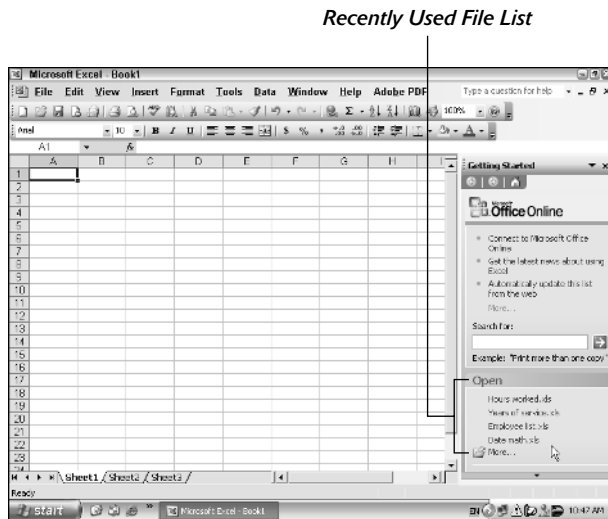 Recently Used File List
Microsoft Excel - Book1
File Edit View Insert Format Tools Data Window Help Adobe PDF Type a question for help
100%
Arial 10 B I U $ % ,
A1 fx
A B C D E F G H I
1
2
3
4
5
6
7
8
9
10
11
12
13
14
15
16
17
18
19
20
21
22
23
24
Getting Started
Microsoft
Office Online
Connect to Microsoft Office
Online
Get the latest news about using
Excel
Automatically update this list
from the web
More...
Search for:
Example: "Print more than one copy"
Open
Hours worked.xls
Years of service.xls
Employee list.xls
Date math.xls
More...
Sheet1 / Sheet2 / Sheet3 /
Ready
start Microsoft Excel - Book1 EN 10:47 AM